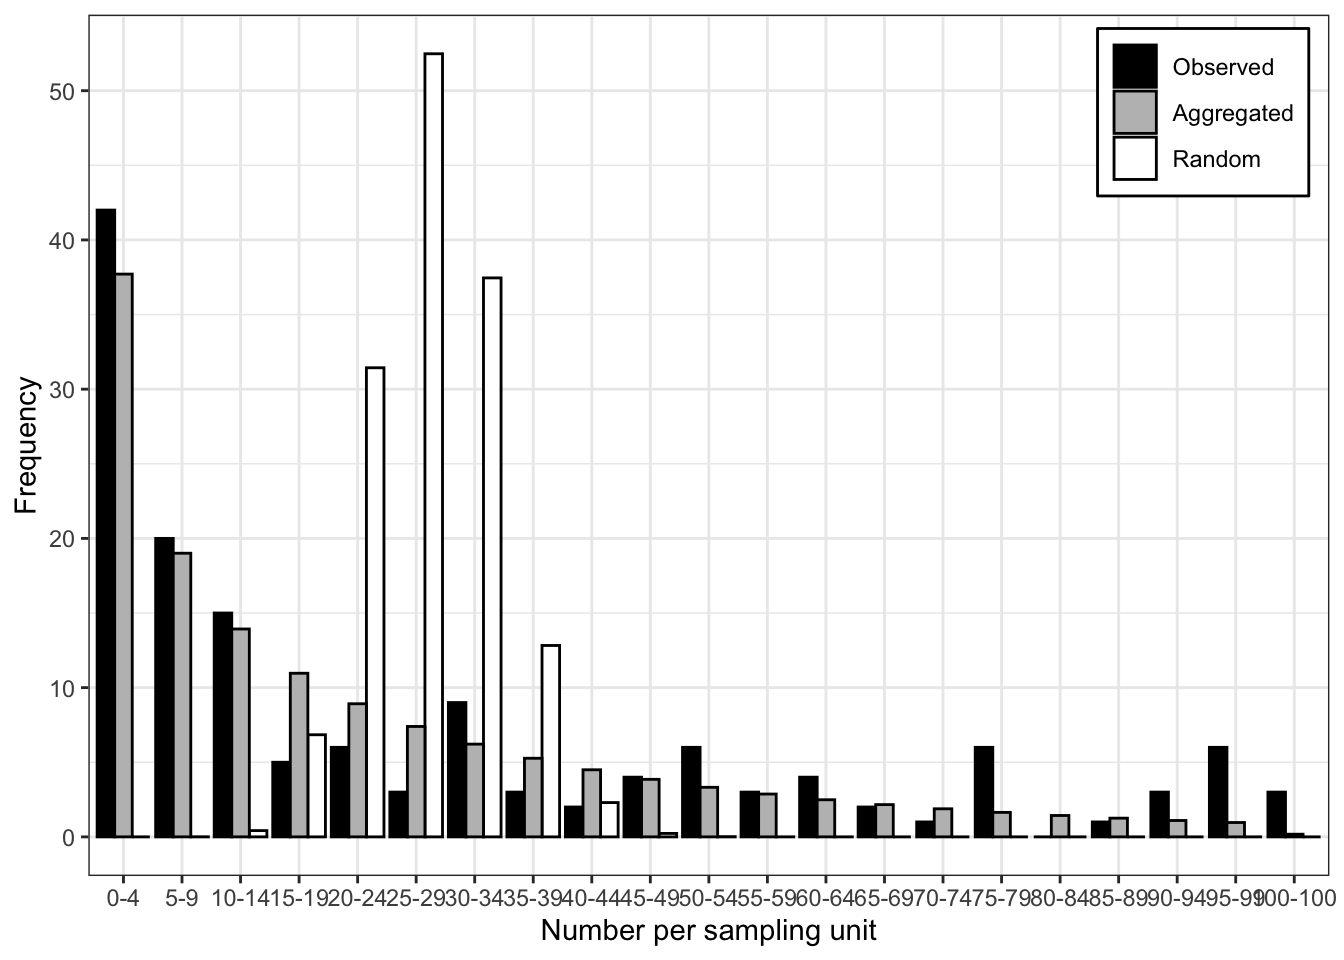 Observed
Aggregated
Random
Frequency
50
40
30
20
10
0
0-4 5-9 10-14 15-19 20-24 25-29 30-34 35-39 40-44 45-49 50-54 55-59 60-64 65-69 70-74 75-79 80-84 85-89 90-94 95-99 100-100
Number per sampling unit